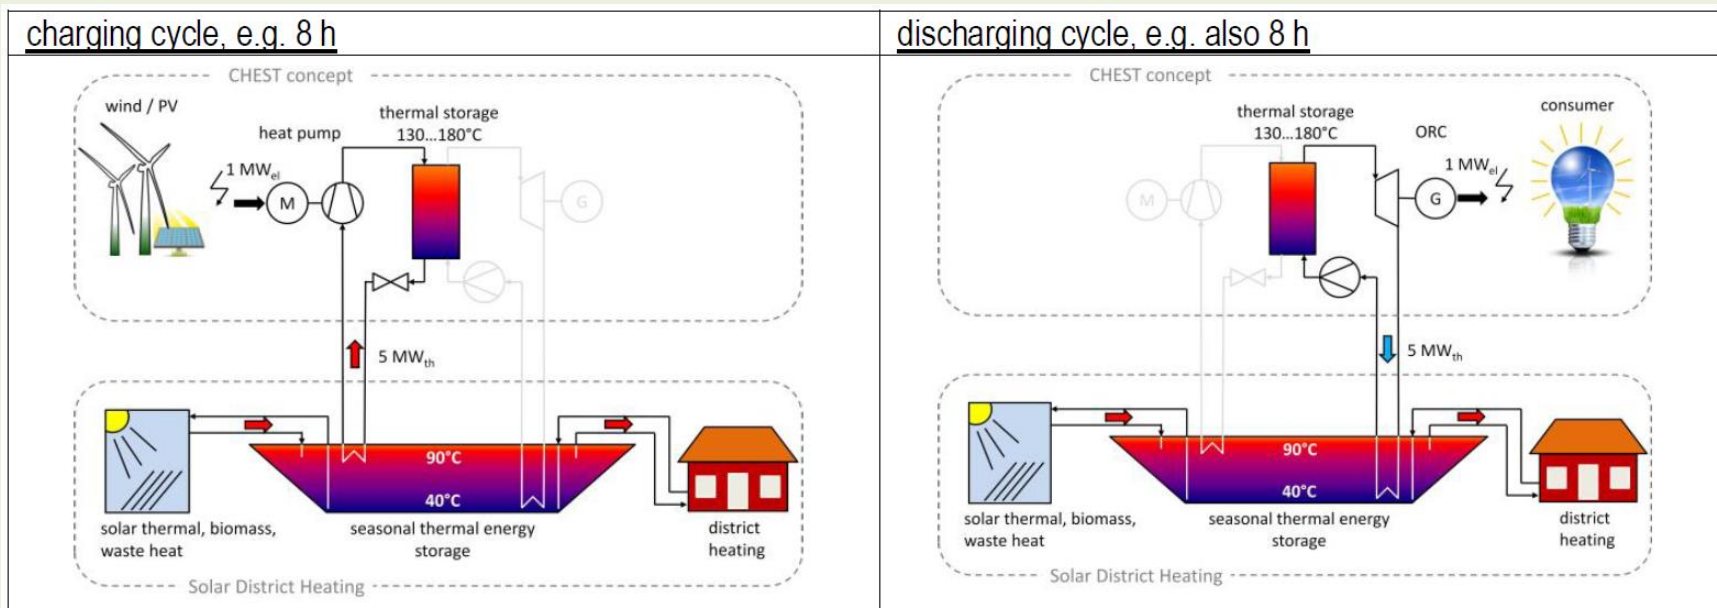 charging cycle, e.g. 8 h
CHEST concept
wind / PV
thermal storage
130...180°C
heat pump
1 MWel
M
G
5 MWth
90°C
40°C
solar thermal, biomass,
waste heat
seasonal thermal energy
storage
district
heating
Solar District Heating
discharging cycle, e.g. also 8 h
CHEST concept
consumer
thermal storage
130...180°C
ORC
1 MWel
M
G
5 MWth
90°C
40°C
solar thermal, biomass,
waste heat
seasonal thermal energy
storage
district
heating
Solar District Heating